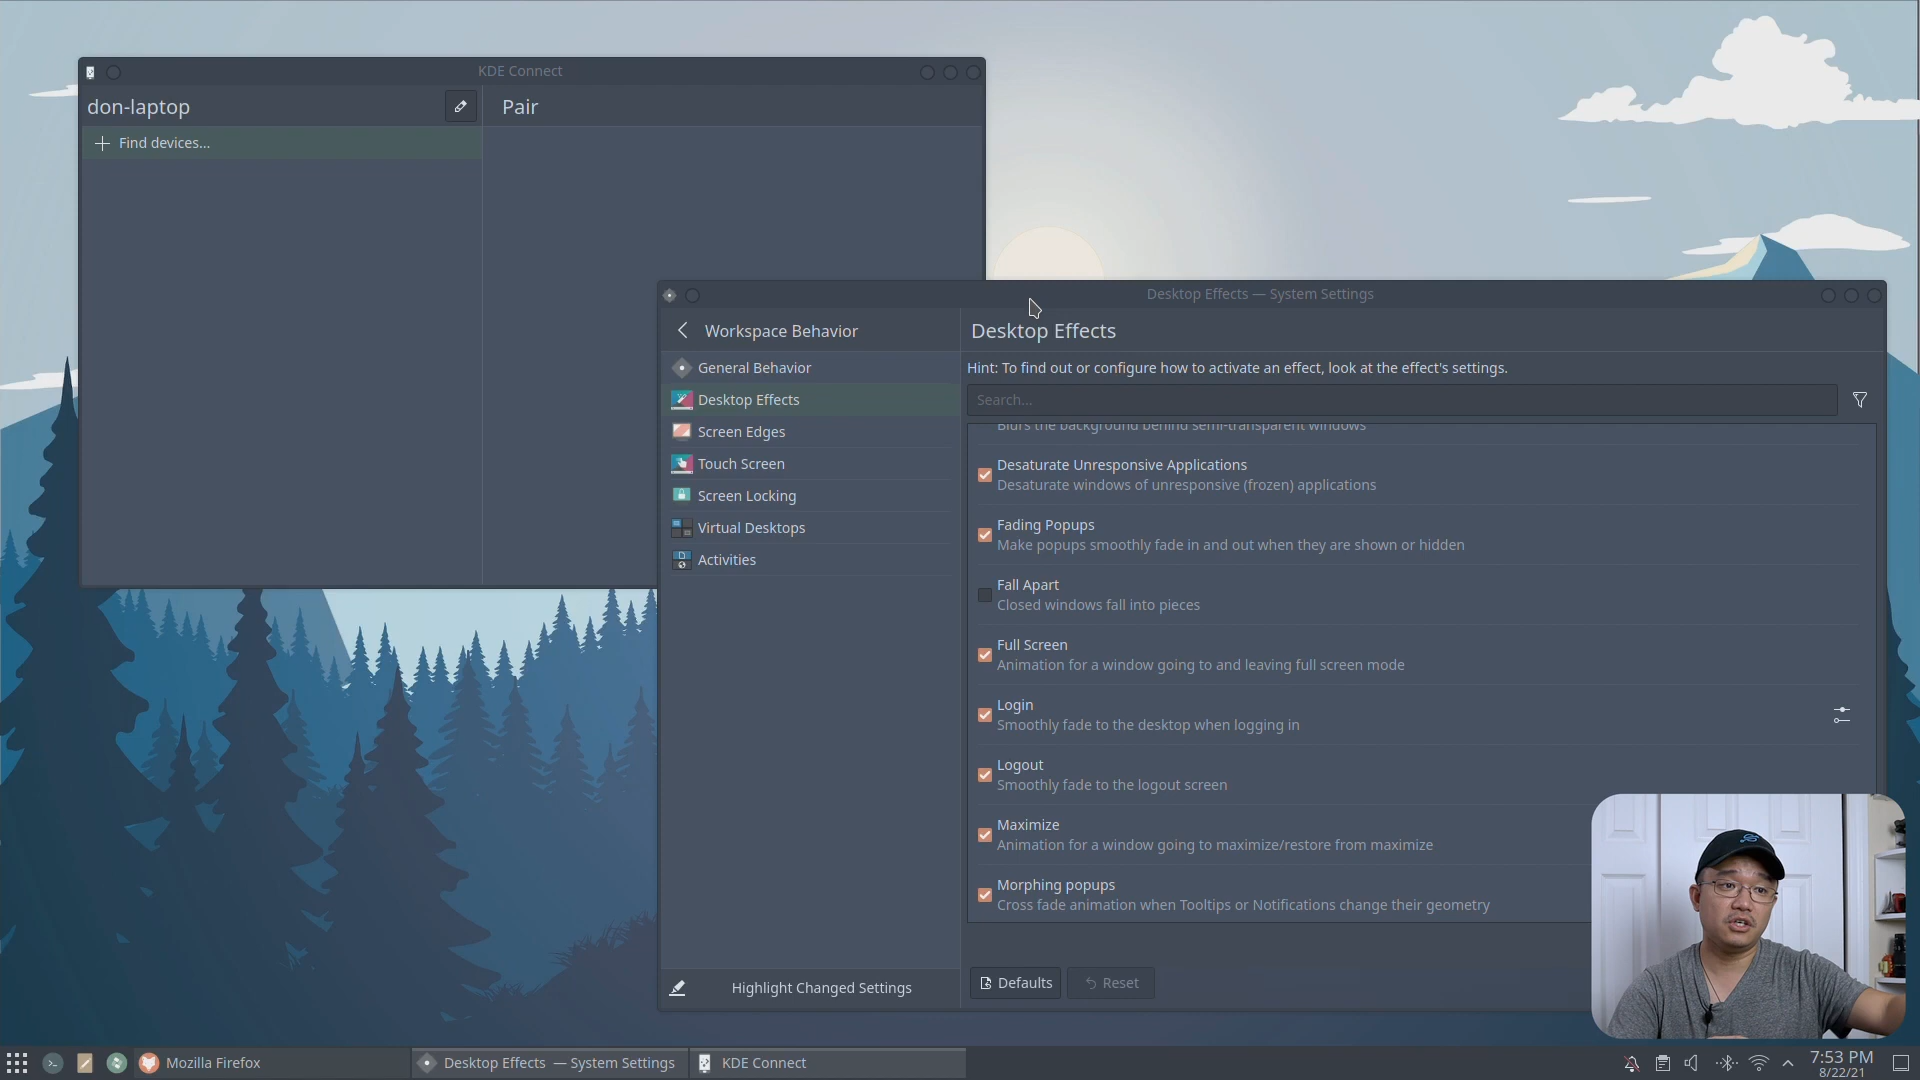 KDE Connect
don-laptop
Pair
Find devices...
Desktop Effects — System Settings
Workspace Behavior
Desktop Effects
General Behavior
Desktop Effects
Screen Edges
Touch Screen
Screen Locking
Virtual Desktops
Activities
Highlight Changed Settings
Hint: To find out or configure how to activate an effect, look at the effect's settings.
Search...
Blurs the background behind semi-transparent windows
Desaturate Unresponsive Applications
Desaturate windows of unresponsive (frozen) applications
Fading Popups
Make popups smoothly fade in and out when they are shown or hidden
Fall Apart
Closed windows fall into pieces
Full Screen
Animation for a window going to and leaving full screen mode
Login
Smoothly fade to the desktop when logging in
Logout
Smoothly fade to the logout screen
Maximize
Animation for a window going to maximize/restore from maximize
Morphing popups
Cross fade animation when Tooltips or Notifications change their geometry
Defaults
Reset
Mozilla Firefox
Desktop Effects — System Settings
KDE Connect
7:53 PM
8/22/21